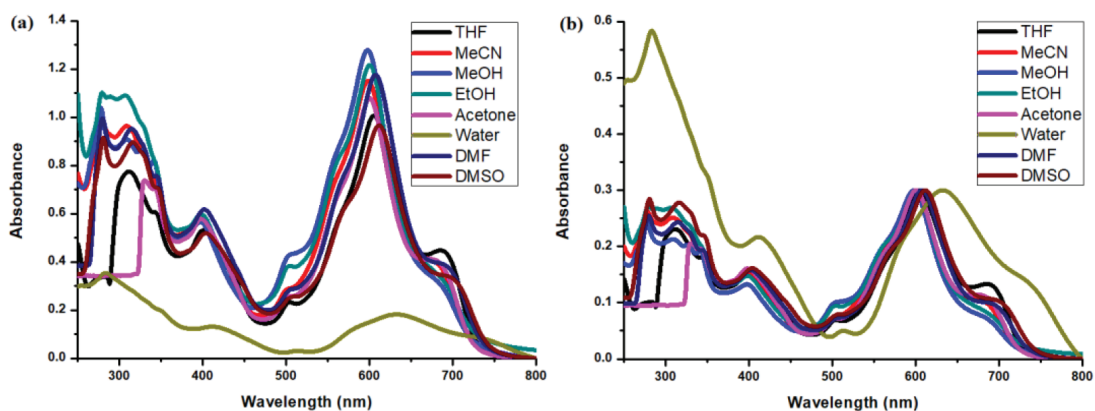 (a)
1.4
1.2
1.0
0.8
0.6
0.4
0.2
0.0
Absorbance
300 400 500 600 700 800
Wavelength (nm)
THF
MeCN
MeOH
EtOH
Acetone
Water
DMF
DMSO
(b)
0.6
0.5
0.4
0.3
0.2
0.1
0.0
Absorbance
300 400 500 600 700 800
Wavelength (nm)
THF
MeCN
MeOH
EtOH
Acetone
Water
DMF
DMSO